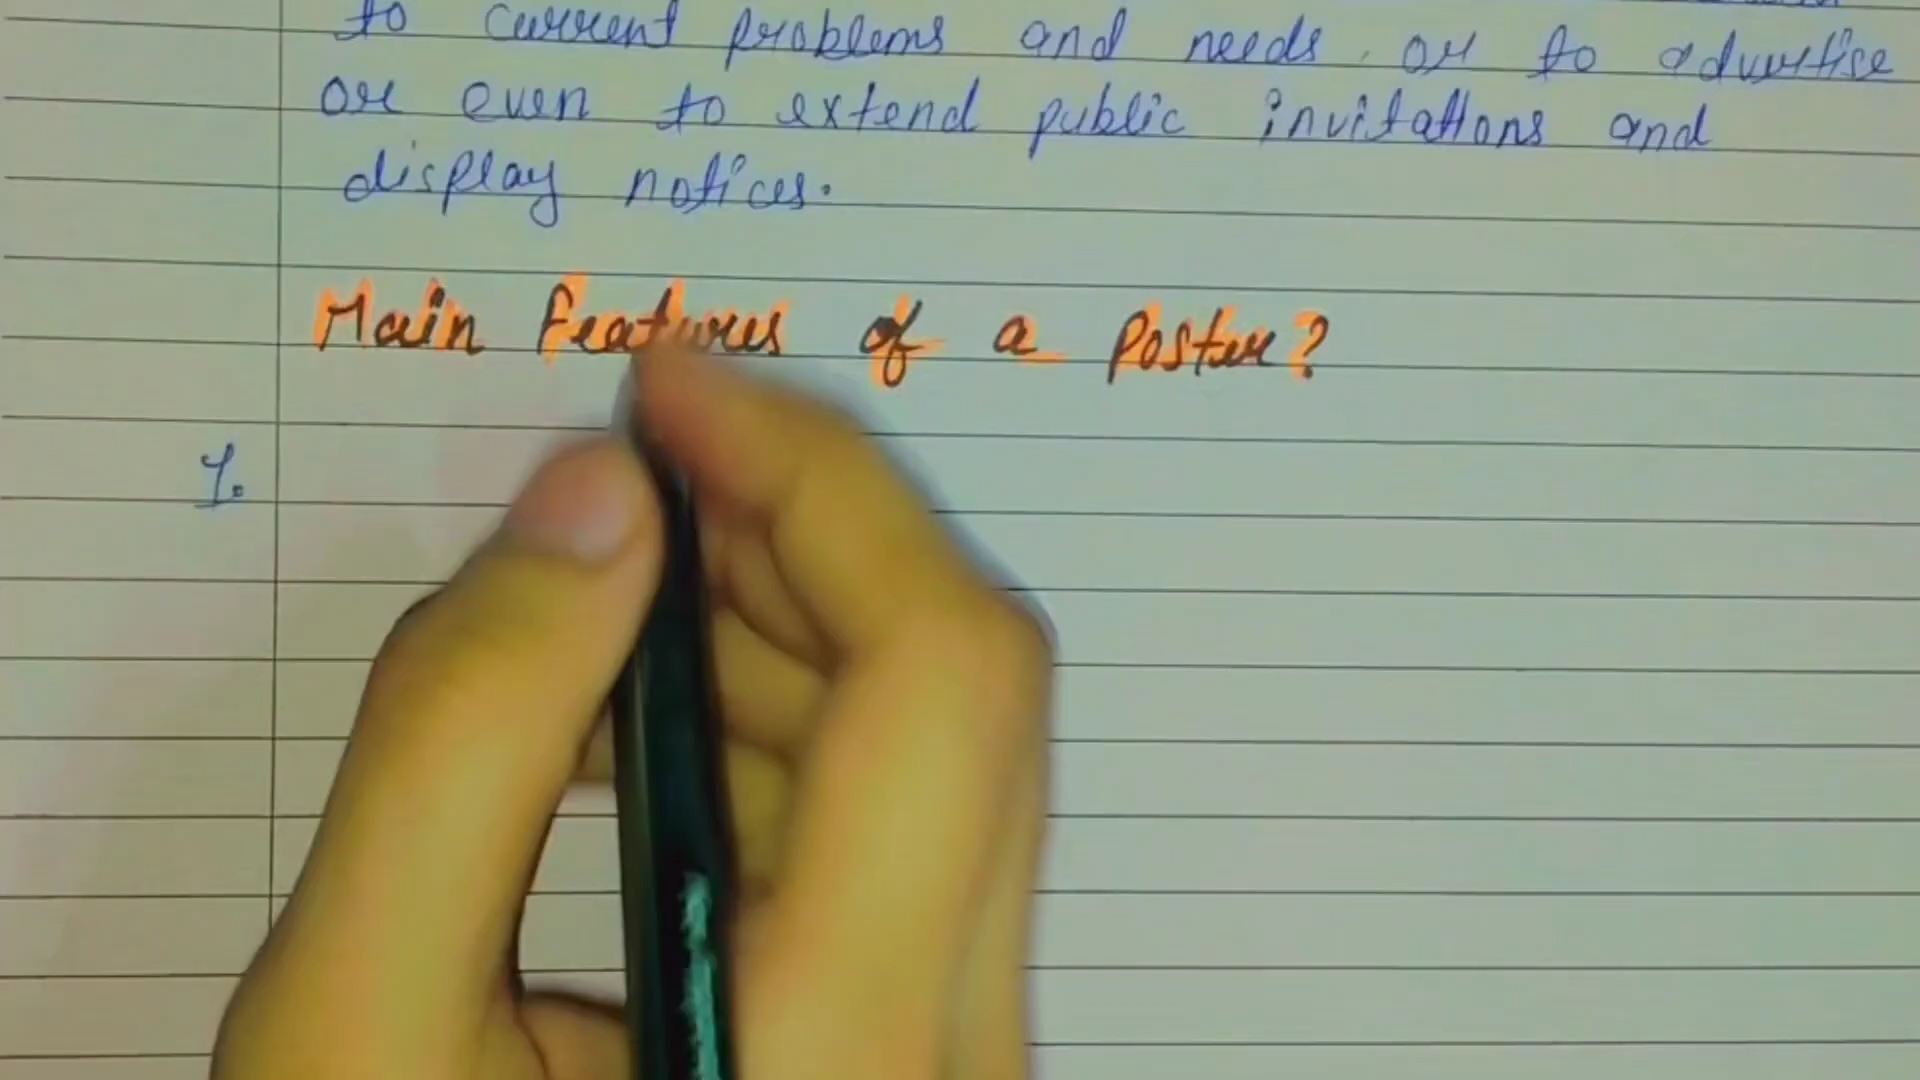 to current problems and needs. or to advertise
or even to extend public invitations and
display notices.
Main Features of a Poster?
1.